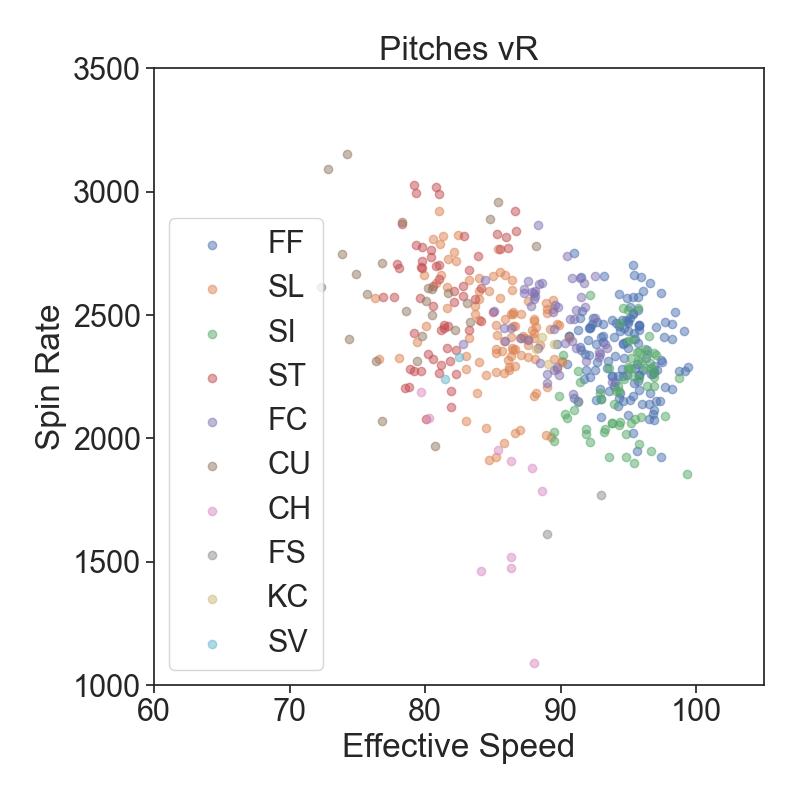 Pitches vR
3500
3000
2500
2000
1500
1000
Spin Rate
FF
SL
SI
ST
FC
CU
CH
FS
KC
SV
60 70 80 90 100
Effective Speed